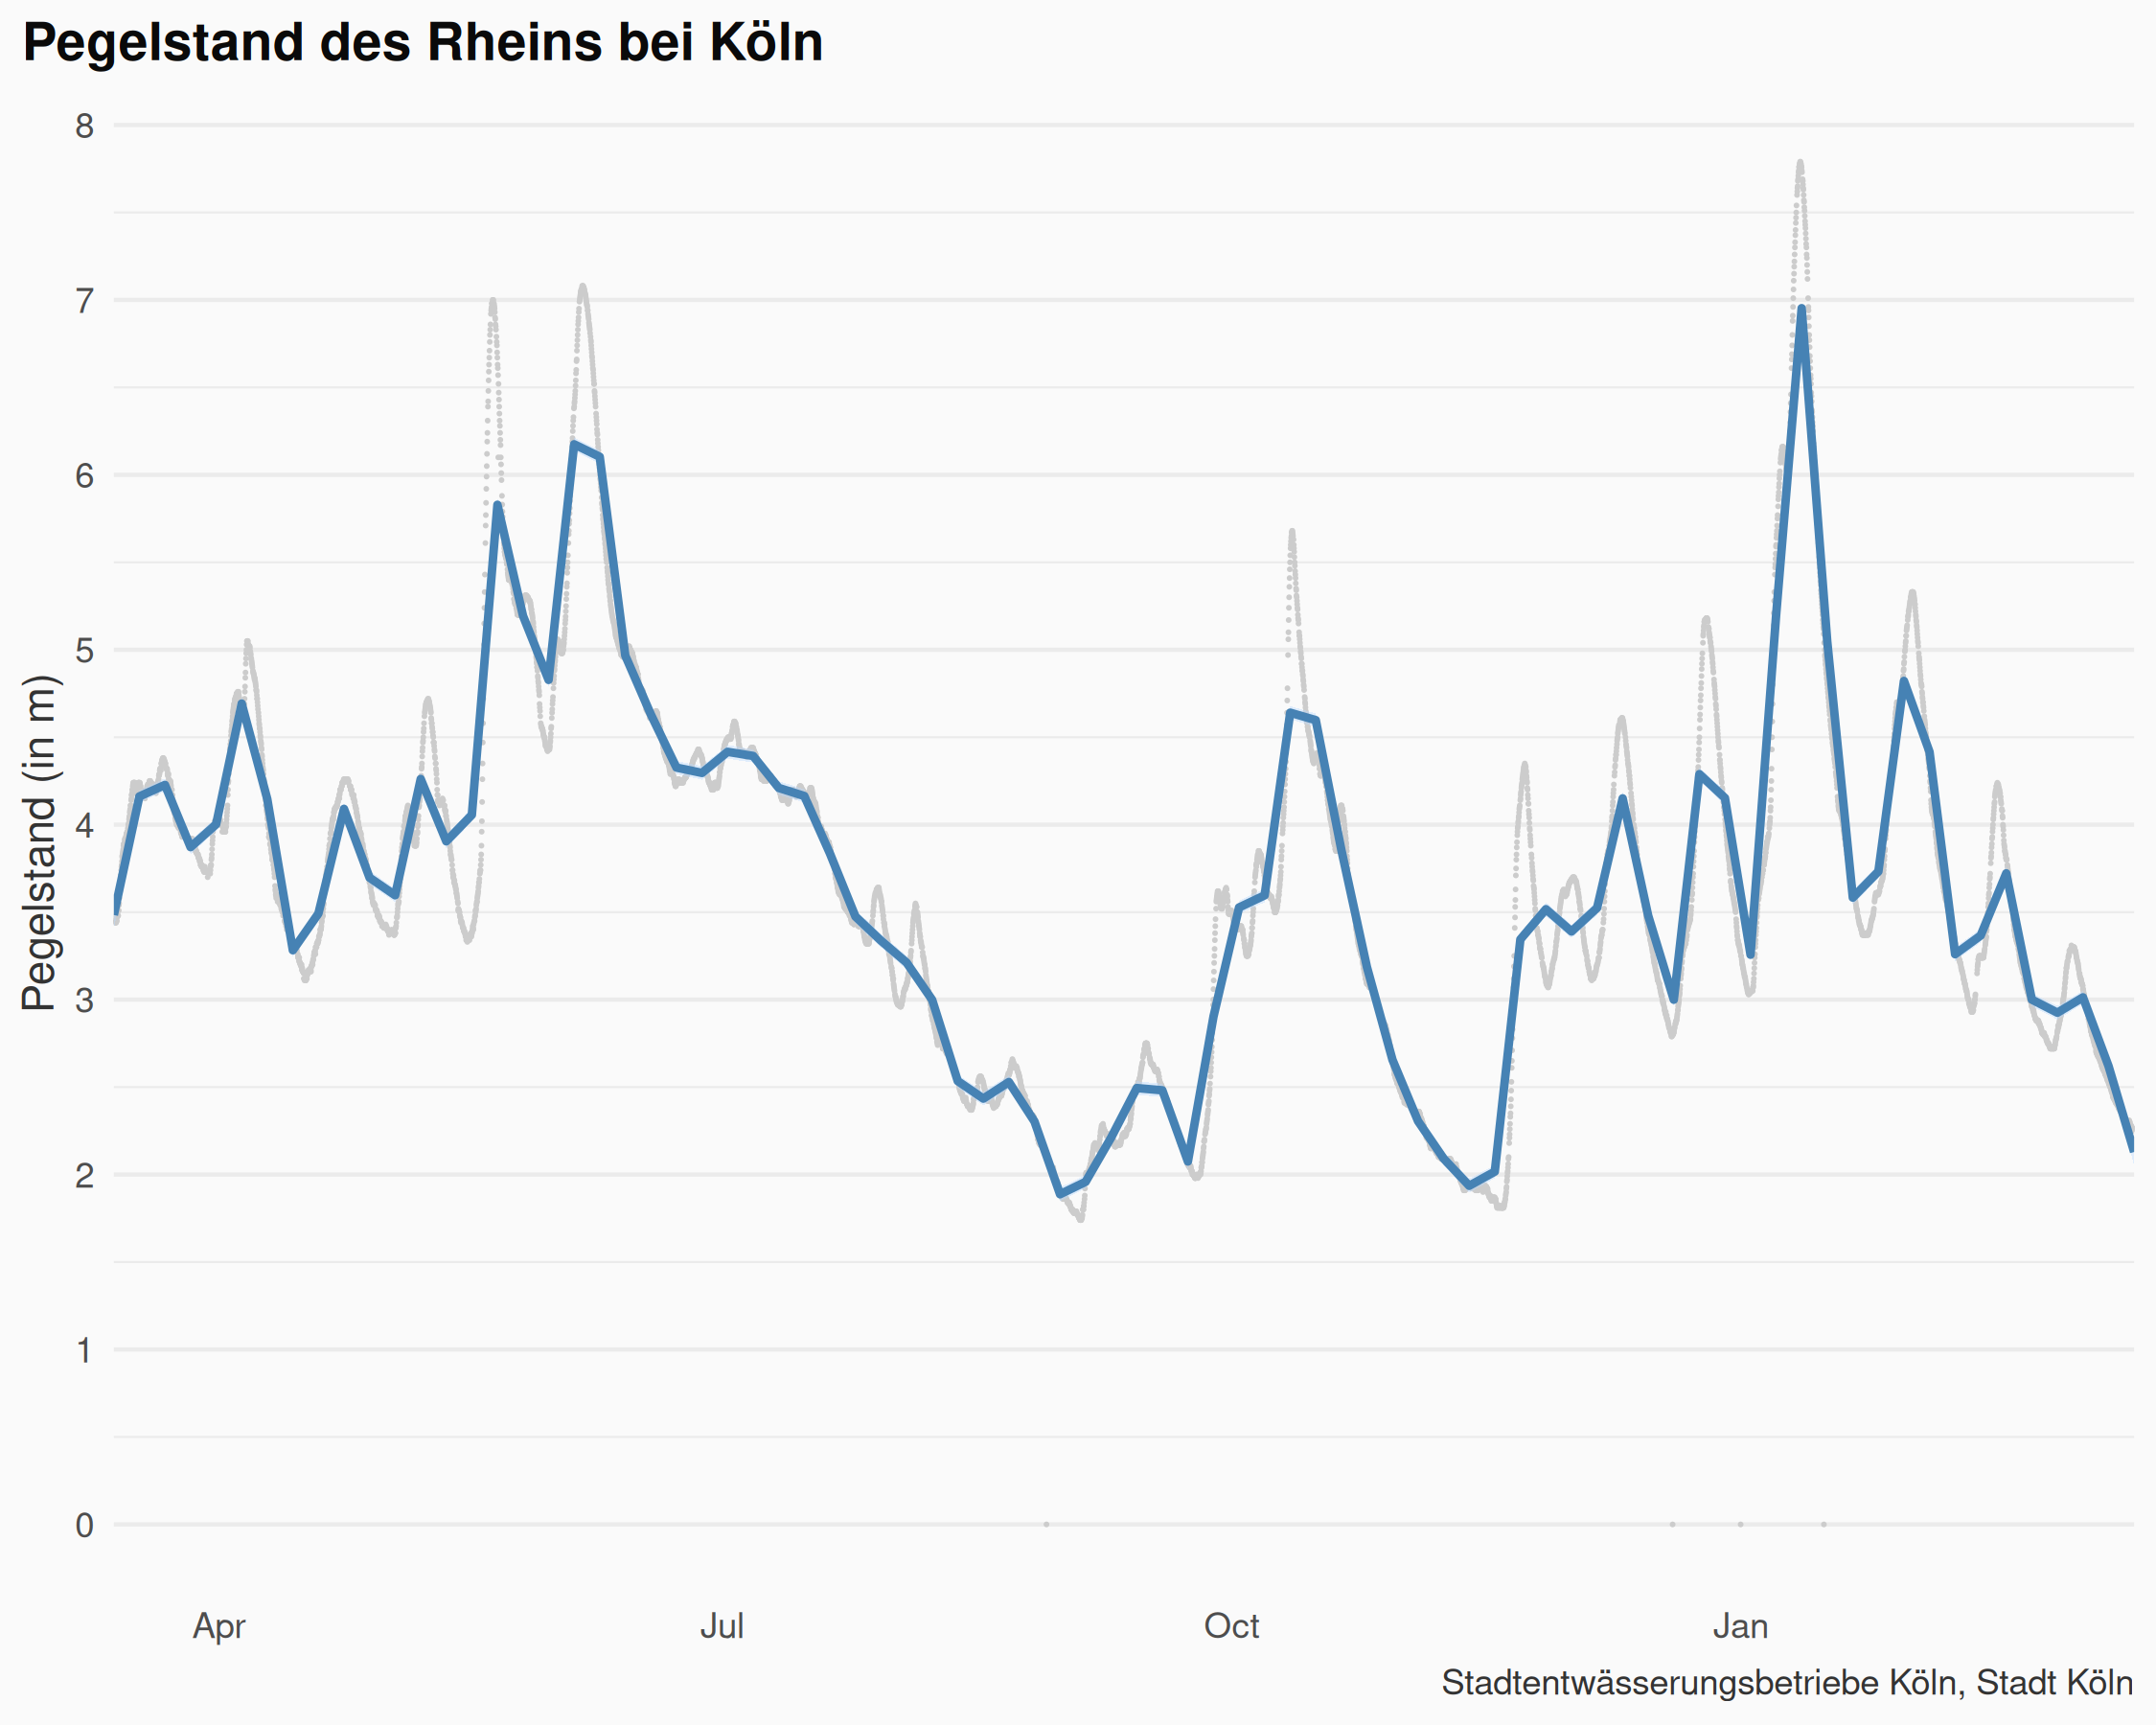 Pegelstand des Rheins bei Köln
Pegelstand (in m)
8
7
6
5
4
3
2
1
0
Apr Jul Oct Jan
Stadtentwässerungsbetriebe Köln, Stadt Köln